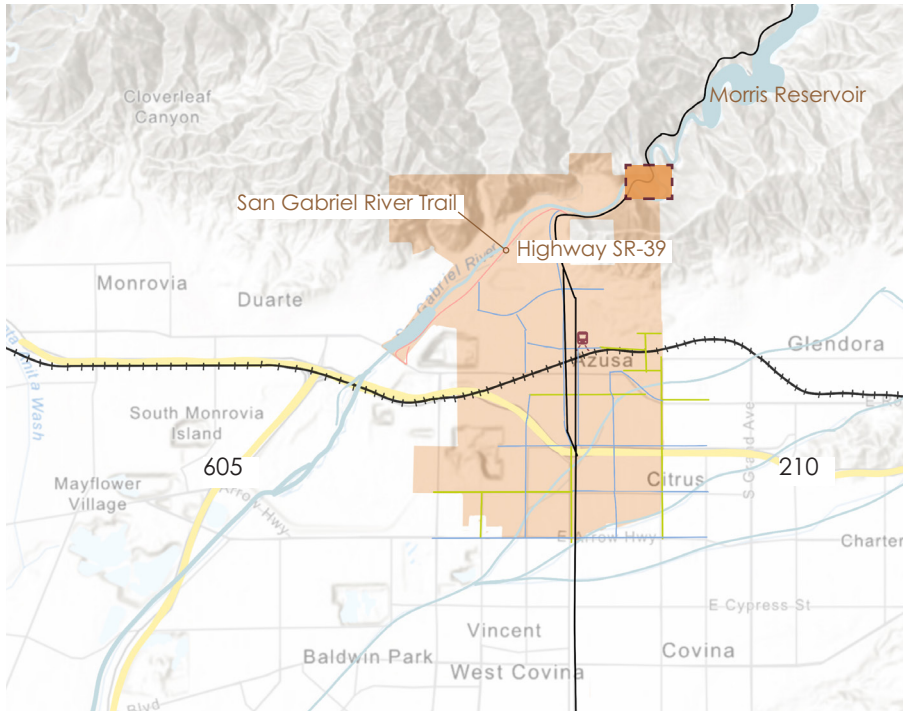 Cloverleaf
Canyon
Morris Reservoir
San Gabriel River Trail
Highway SR-39
Gabriel River
Monrovia
Duarte
Glendora
Azusa
South Monrovia
Island
S Grand Ave
605
210
Citrus
Mayflower
Village
Arrow Hwy
E Arrow Hwy
Charter
E Cypress St
Vincent
Baldwin Park
Covina
West Covina
Blvd